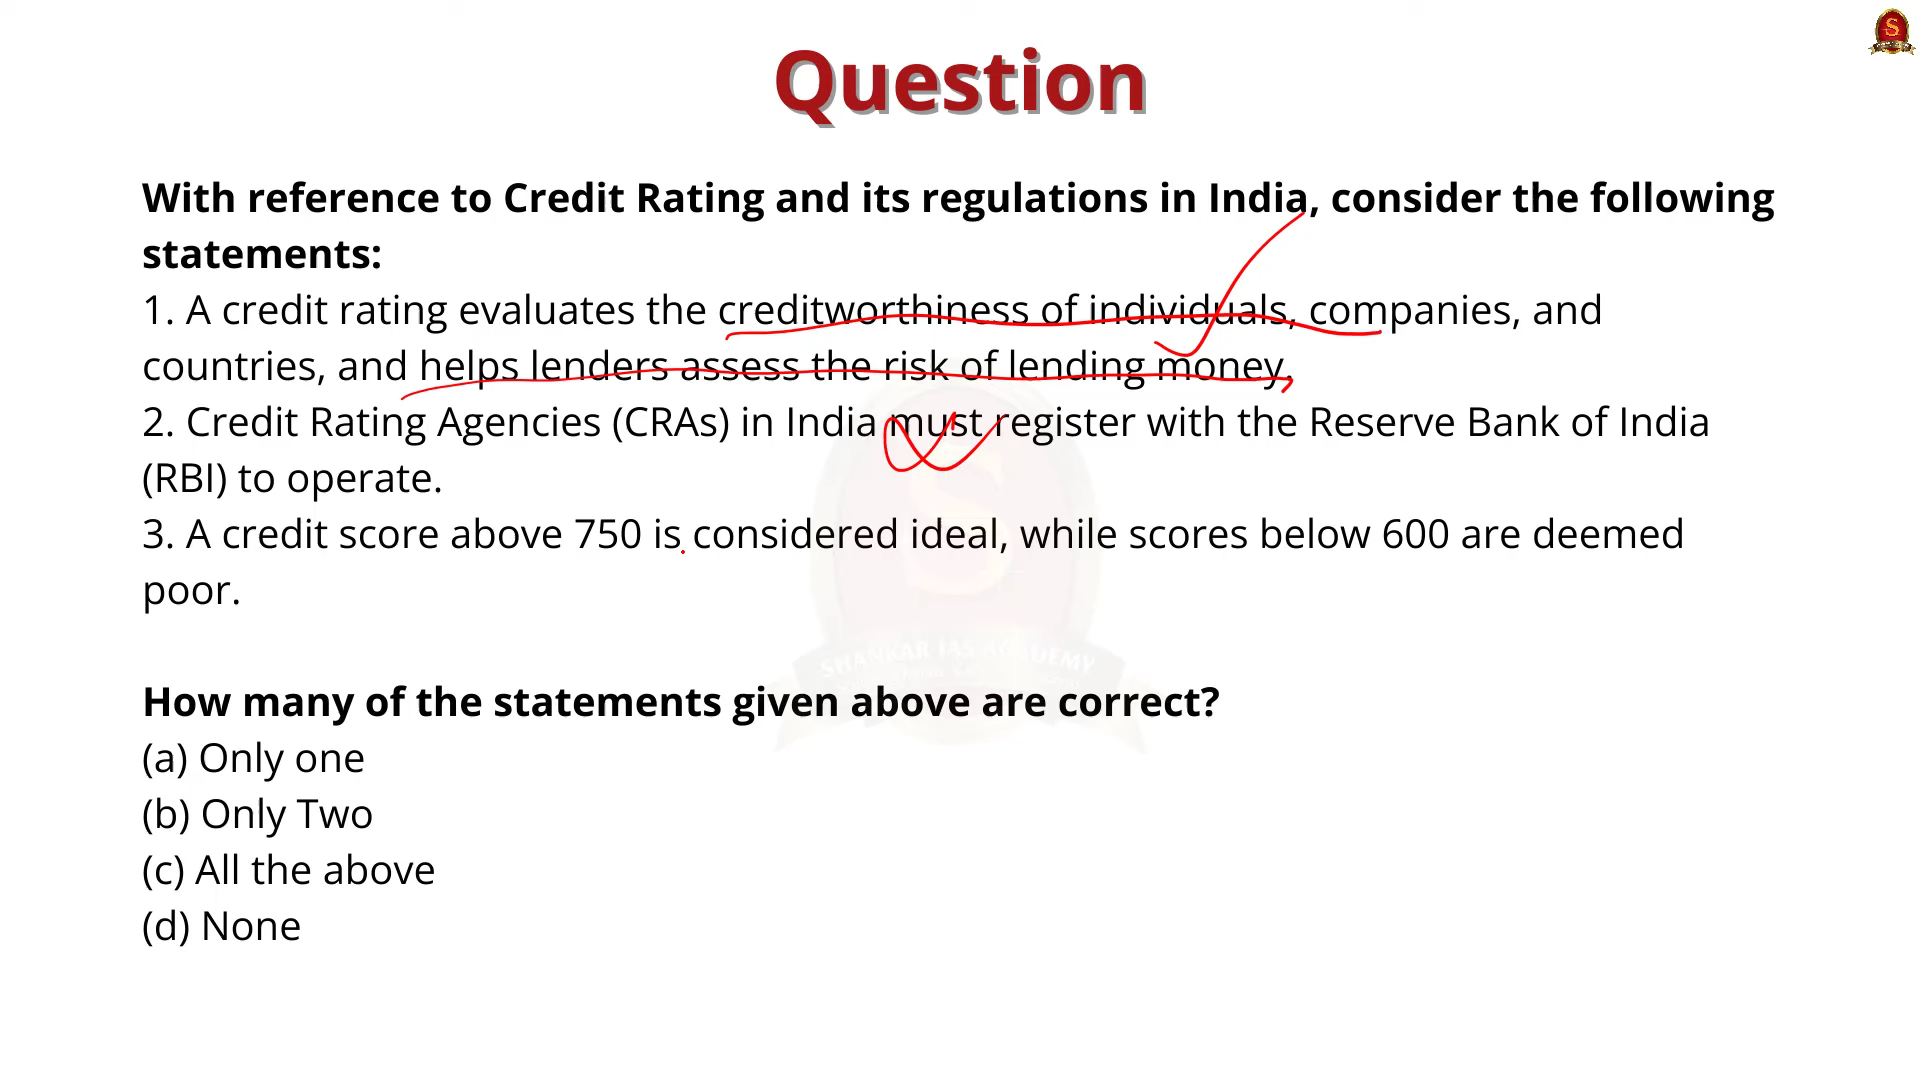 Question
With reference to Credit Rating and its regulations in India, consider the following
statements:
1. A credit rating evaluates the creditworthiness of individuals, companies, and
countries, and helps lenders assess the risk of lending money.
2. Credit Rating Agencies (CRAs) in India must register with the Reserve Bank of India
(RBI) to operate.
3. A credit score above 750 is considered ideal, while scores below 600 are deemed
poor.
SHANKAR IAS ACADEMY
How many of the statements given above are correct?
(a) Only one
(b) Only Two
(c) All the above
(d) None